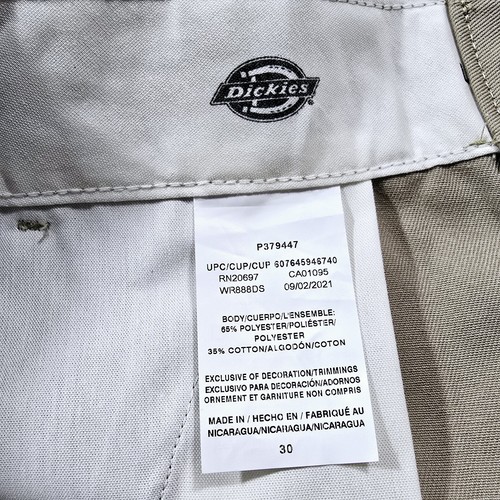 Dickies
P379447
UPC/CUP/CUP 607645946740
RN20697 CA01095
WR888DS 09/02/2021
BODY/CUERPO/L'ENSEMBLE:
65% POLYESTER/POLIÉSTER/
POLYESTER
35% COTTON/ALGODÓN/COTON
EXCLUSIVE OF DECORATION/TRIMMINGS
EXCLUSIVO PARA DECORACIÓN/ADORNOS
ORNEMENT ET GARNITURE NON COMPRIS
MADE IN / HECHO EN / FABRIQUÉ AU
NICARAGUA/NICARAGUA/NICARAGUA
30